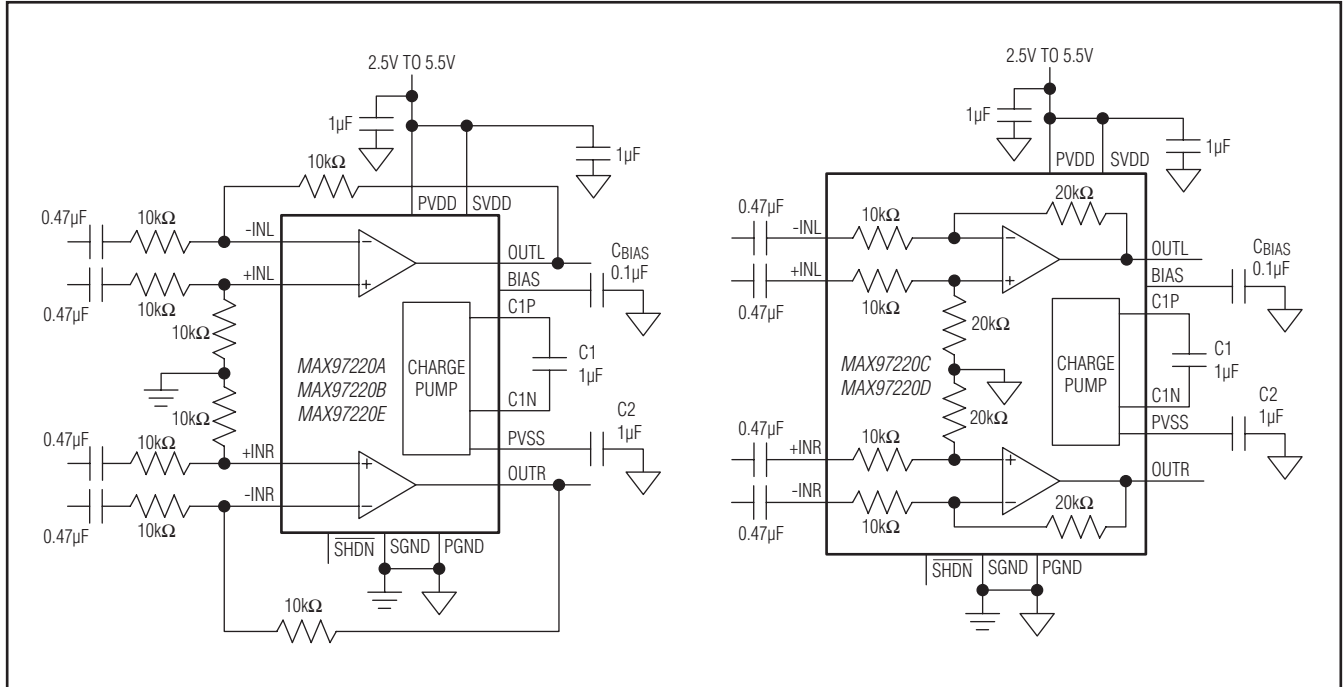 2.5V TO 5.5V
1µF
1µF
10kΩ
PVDD
SVDD
0.47µF
10kΩ
-INL
−
OUTL
CBIAS
0.1µF
BIAS
+INL
+
0.47µF
10kΩ
10kΩ
C1P
MAX97220A
MAX97220B
MAX97220E
CHARGE
PUMP
C1
1µF
C1N
10kΩ
C2
1µF
PVSS
0.47µF
10kΩ
+INR
+
OUTR
-INR
−
0.47µF
10kΩ
SHDN
SGND
PGND
10kΩ
2.5V TO 5.5V
1µF
1µF
PVDD
SVDD
20kΩ
0.47µF
-INL
10kΩ
−
OUTL
CBIAS
0.1µF
BIAS
+INL
+
0.47µF
10kΩ
20kΩ
C1P
MAX97220C
MAX97220D
CHARGE
PUMP
C1
1µF
C1N
20kΩ
C2
1µF
PVSS
0.47µF
+INR
10kΩ
+
OUTR
-INR
−
0.47µF
10kΩ
20kΩ
SHDN
SGND
PGND